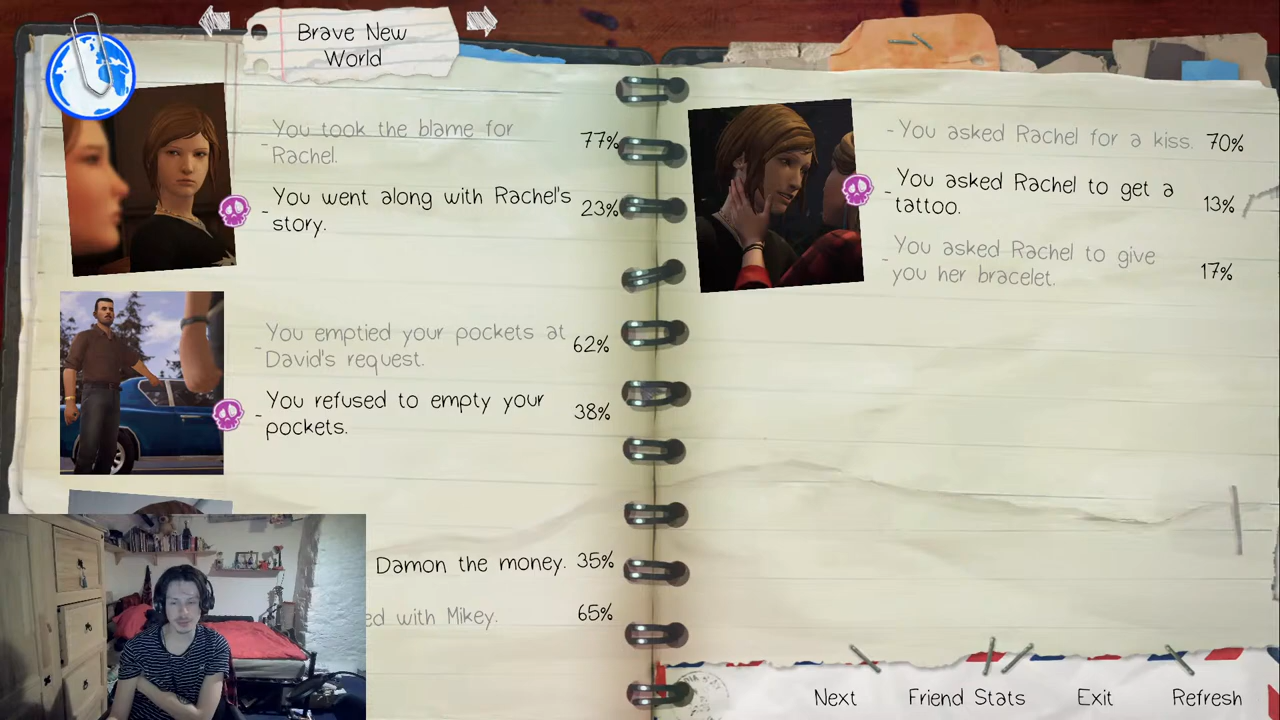 Brave New
World
You took the blame for
Rachel.
77%
You went along with Rachel's
story.
23%
You emptied your pockets at
David's request.
62%
You refused to empty your
pockets.
38%
Damon the money. 35%
ed with Mikey. 65%
-You asked Rachel for a kiss. 70%
You asked Rachel to get a
tattoo.
13%
You asked Rachel to give
you her bracelet.
17%
Next Friend Stats Exit Refresh